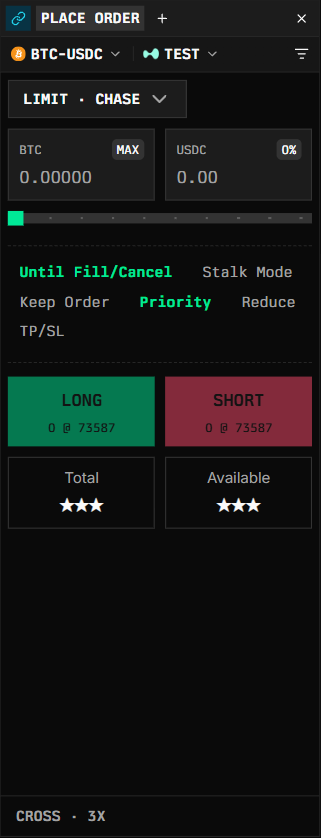 PLACE ORDER + ×
BTC-USDC TEST
LIMIT · CHASE
BTC MAX USDC 0%
0.00000 0.00
Until Fill/Cancel Stalk Mode
Keep Order Priority Reduce
TP/SL
LONG SHORT
0 @ 73587 0 @ 73587
Total Available
★★★ ★★★
CROSS · 3X